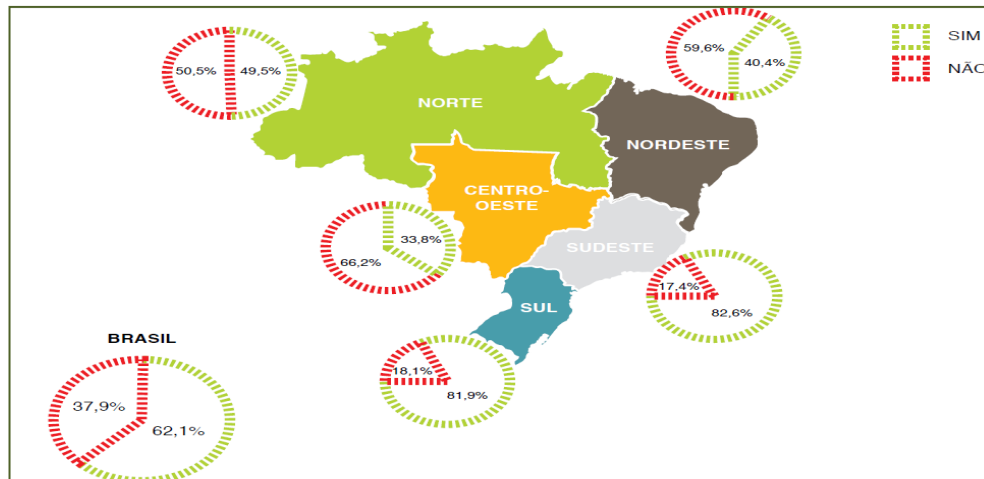 SIM
NÃO
50,5%
49,5%
59,6%
40,4%
NORTE
NORDESTE
CENTRO-
OESTE
33,8%
66,2%
SUDESTE
17,4%
82,6%
SUL
18,1%
81,9%
BRASIL
37,9%
62,1%